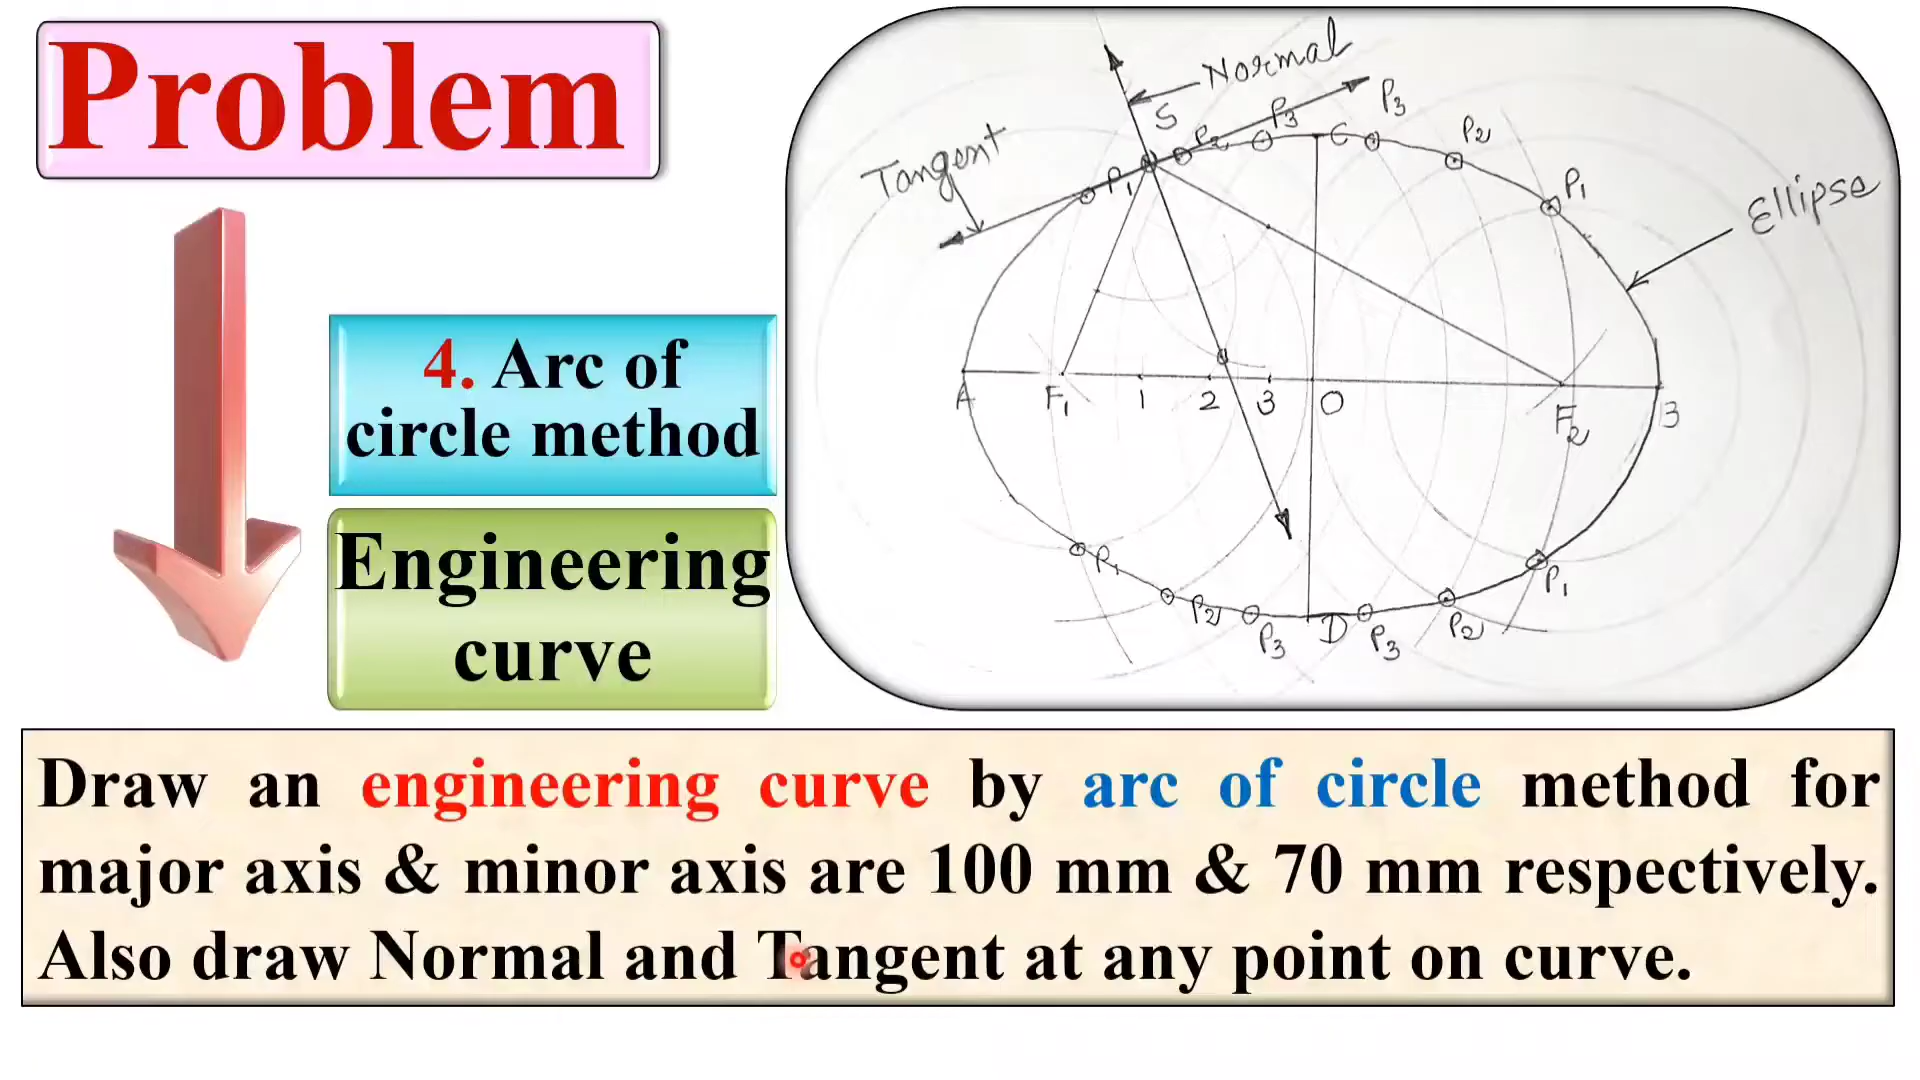 Problem
4. Arc of
circle method
Engineering
curve
Normal
Tangent
S
P₁
P₂
P₃
C
P₃
P₂
P₁
Ellipse
A
F₁
1
2
3
O
F₂
B
P₁
P₂
P₃
D
P₃
P₂
P₁
Draw an engineering curve by arc of circle method for
major axis & minor axis are 100 mm & 70 mm respectively.
Also draw Normal and Tangent at any point on curve.